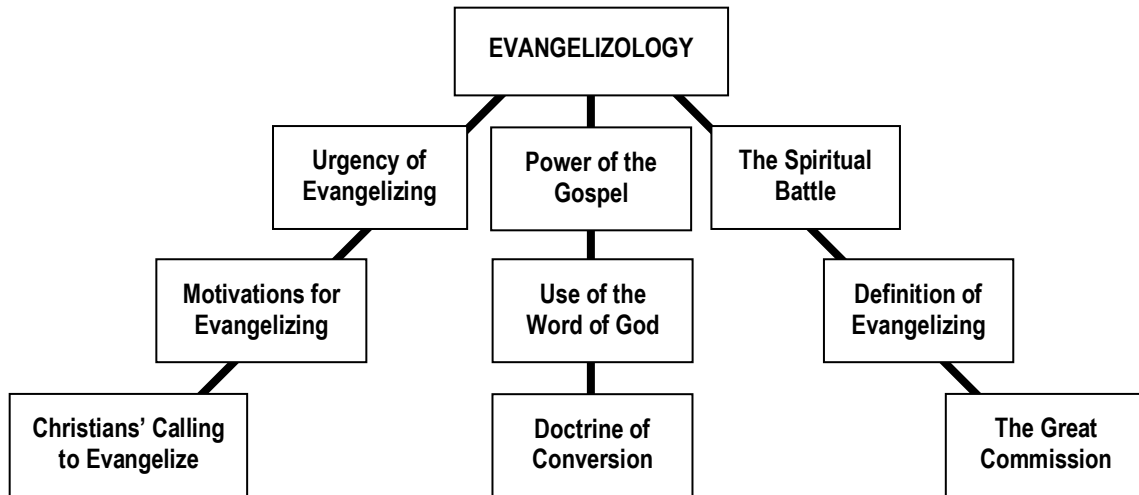 EVANGELIZOLOGY
Urgency of
Evangelizing
Power of the
Gospel
The Spiritual
Battle
Motivations for
Evangelizing
Use of the
Word of God
Definition of
Evangelizing
Christians’ Calling
to Evangelize
Doctrine of
Conversion
The Great
Commission